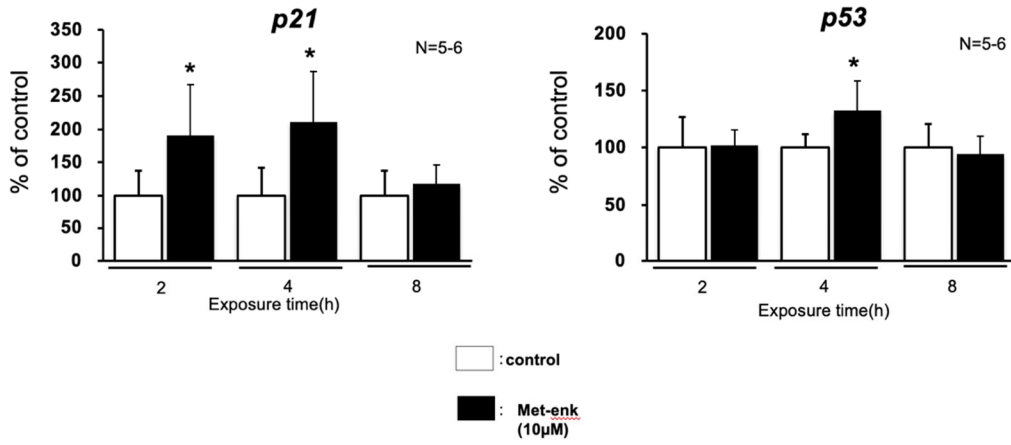 p21
350
300
250
200
150
100
50
0
% of control
N=5-6
*
*
2
4
8
Exposure time(h)
p53
200
150
100
50
0
% of control
N=5-6
*
2
4
8
Exposure time(h)
: control
: Met-enk
(10μM)